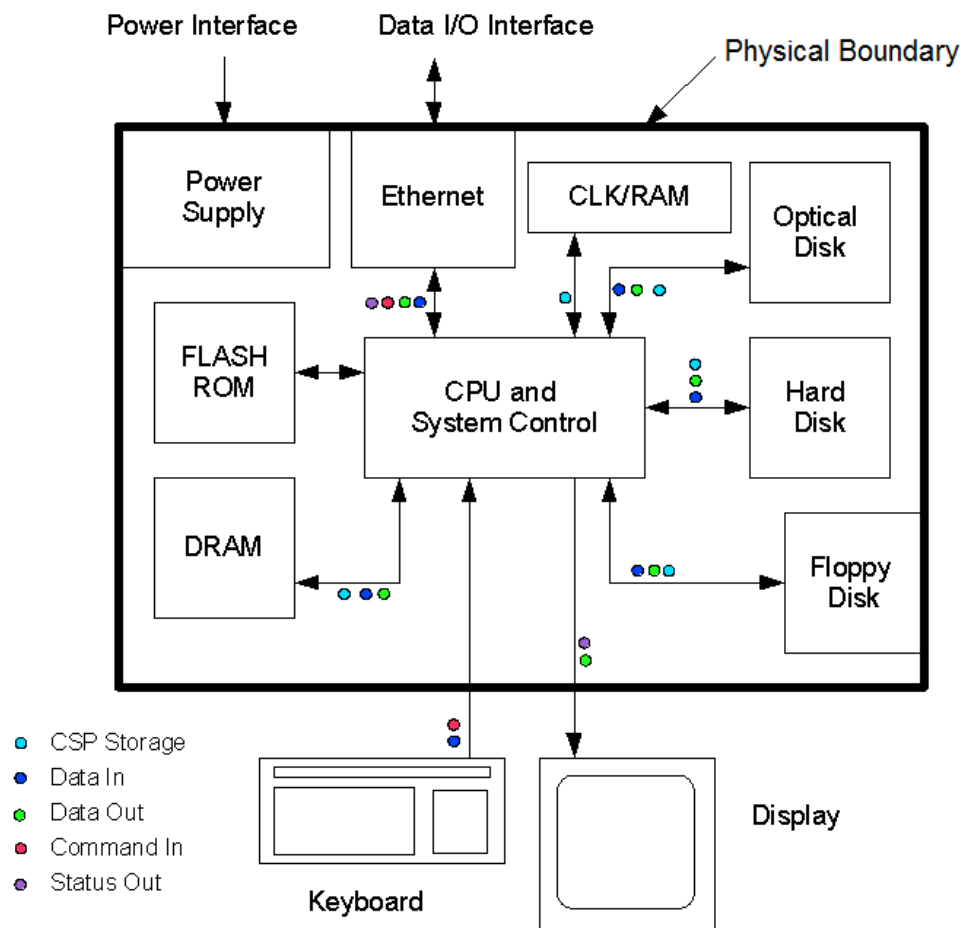 Power Interface
Data I/O Interface
Physical Boundary
Power
Supply
Ethernet
CLK/RAM
Optical
Disk
FLASH
ROM
CPU and
System Control
Hard
Disk
DRAM
Floppy
Disk
CSP Storage
Data In
Data Out
Command In
Status Out
Keyboard
Display